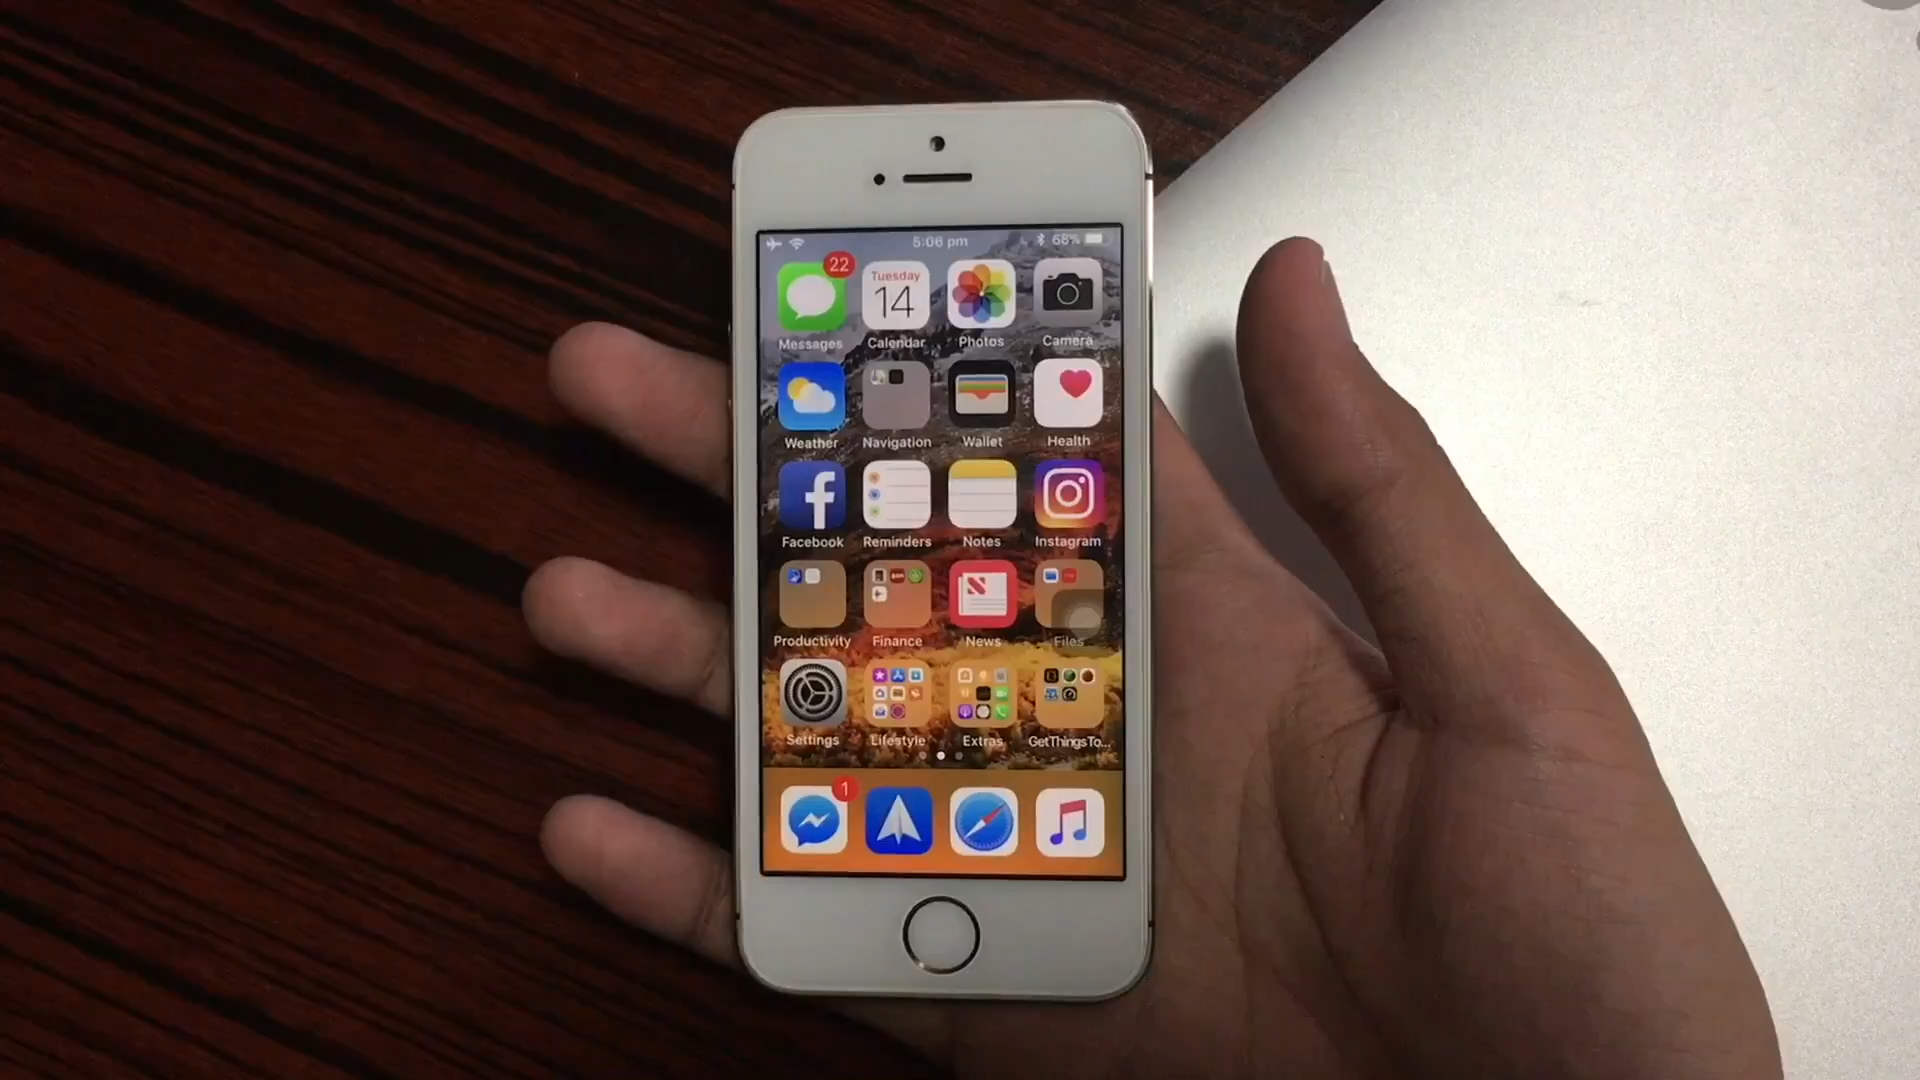 5:06 pm 68%
22
Tuesday
14
Messages Calendar Photos Camera
Weather Navigation Wallet Health
Facebook Reminders Notes Instagram
Productivity Finance News Files
Settings Lifestyle Extras GetThingsTo...
1